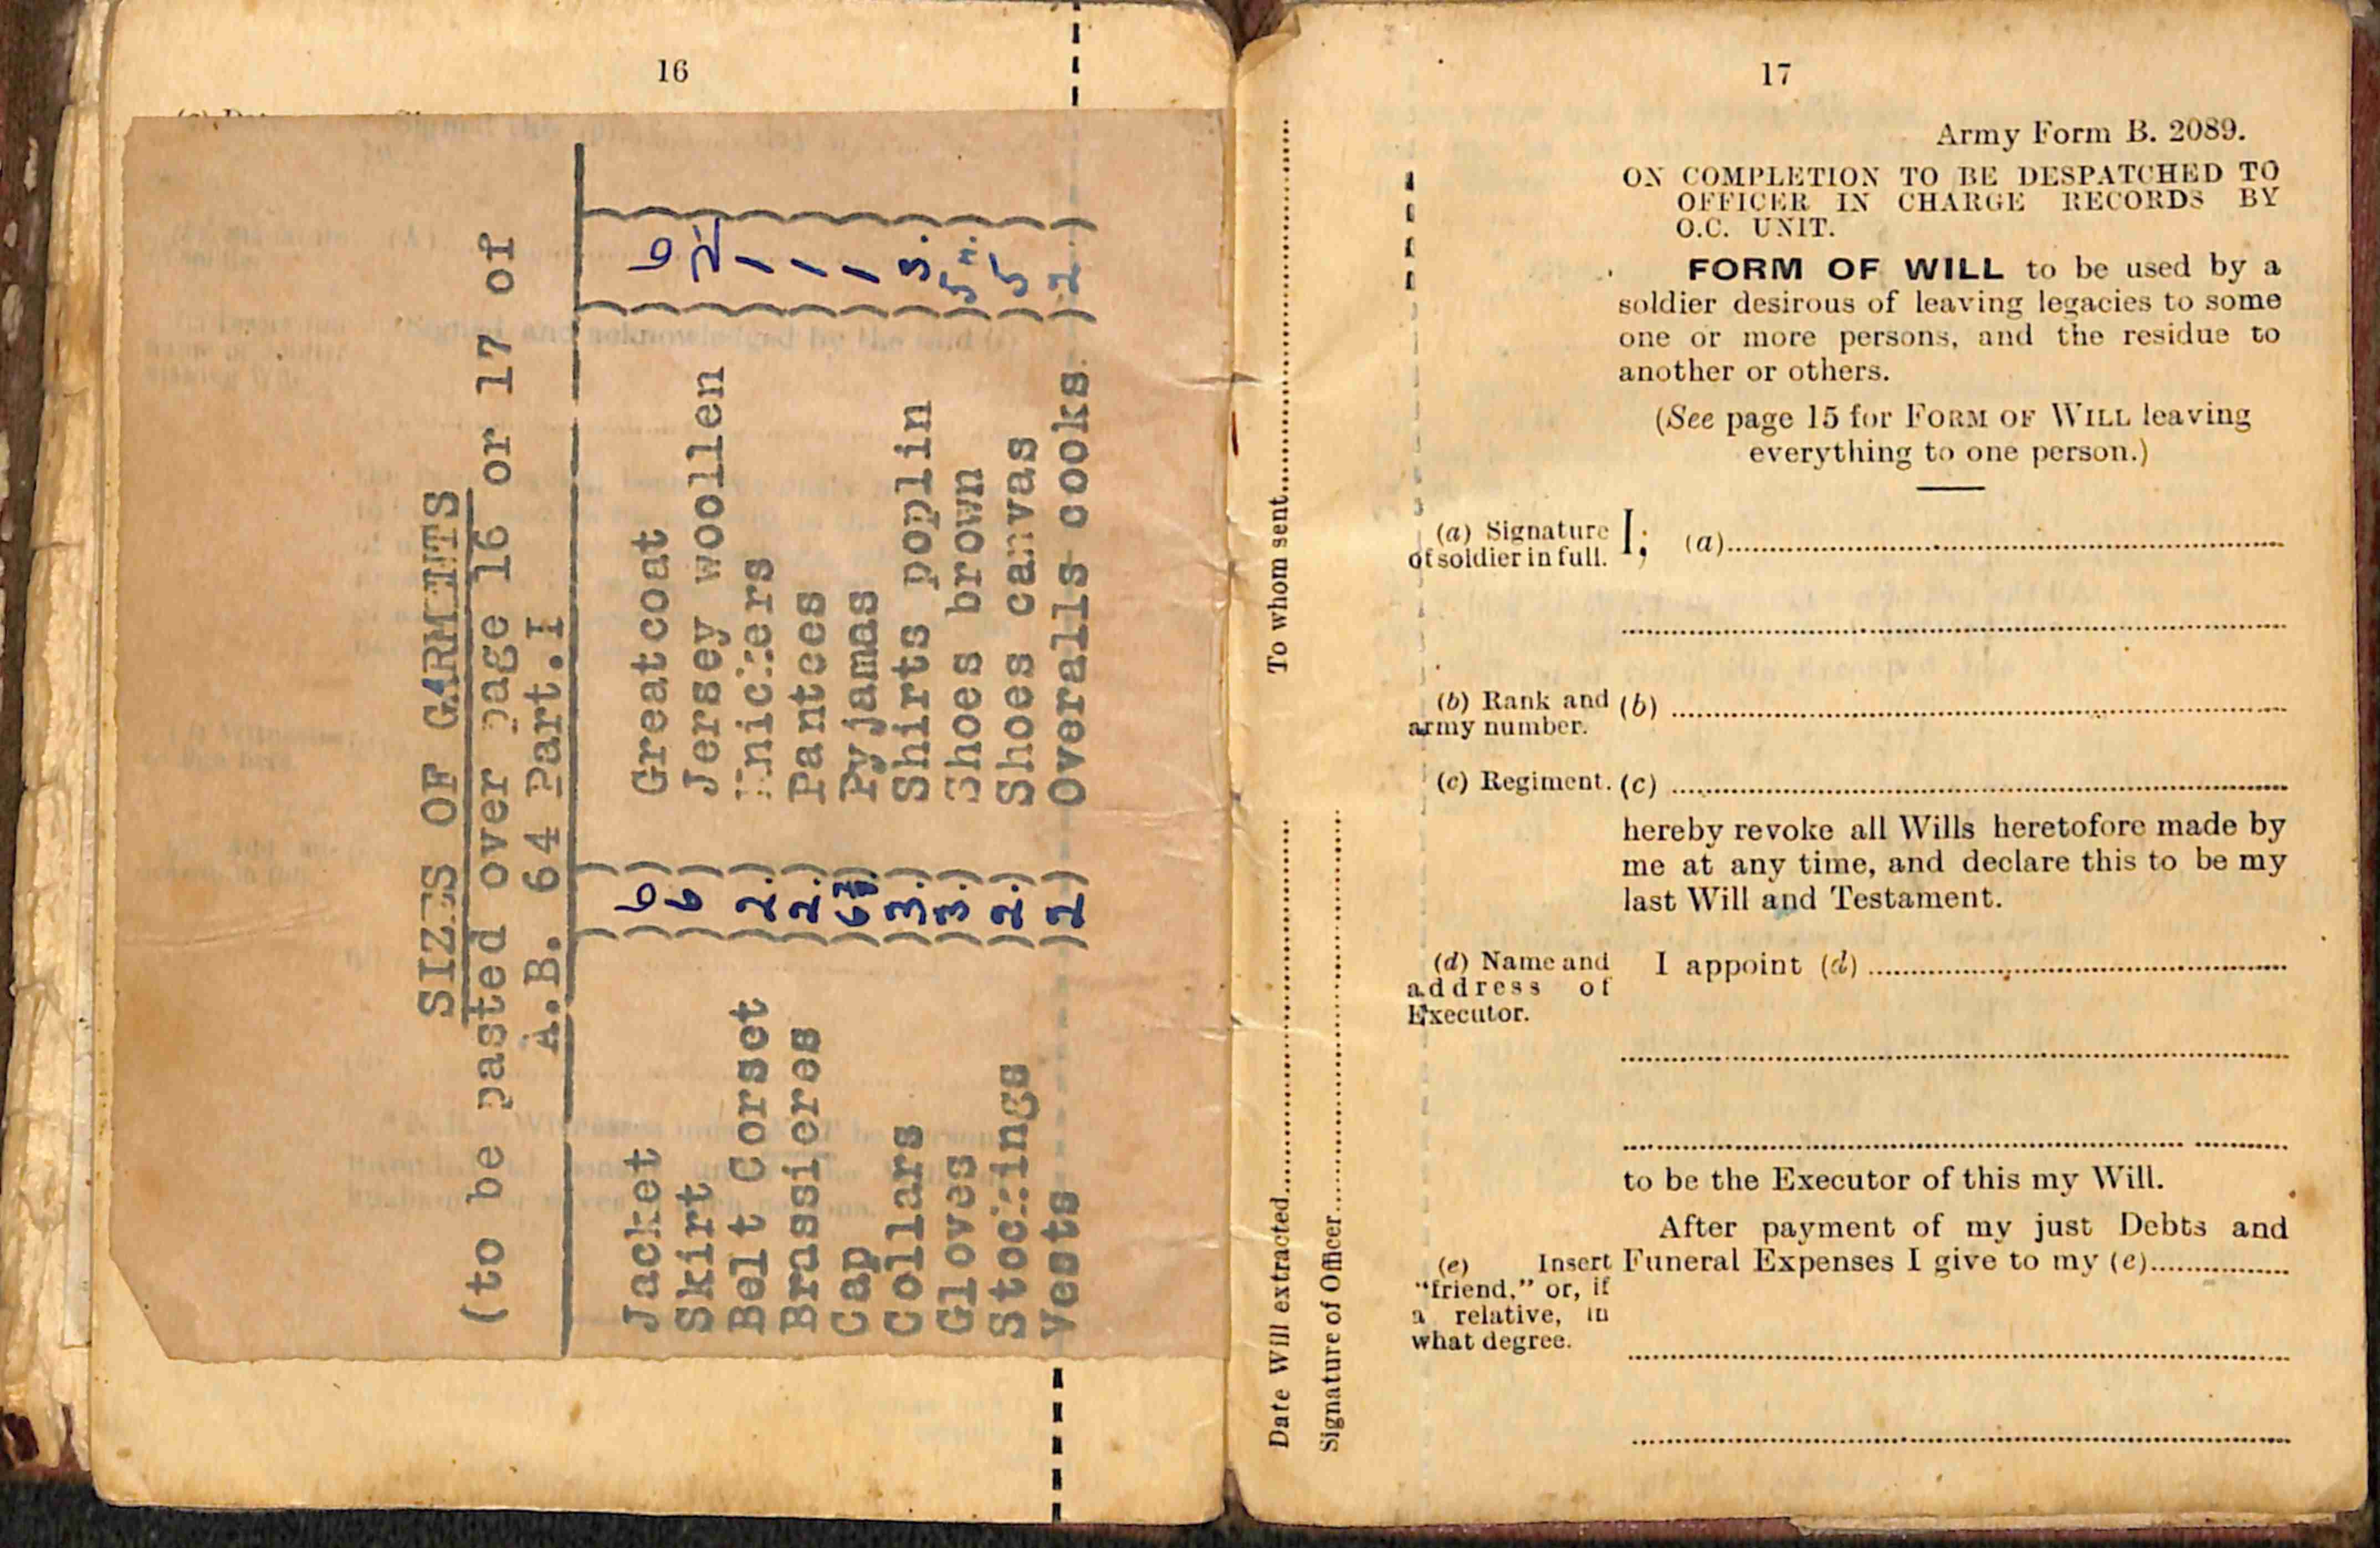 16
SIZES OF GARMENTS
(to be pasted over page 16 or 17 of
A.B. 64 Part.I
Jacket ) 6 ) Greatcoat ) 6 )
Skirt ) 6 ) Jersey woollen
Belt Corset ) 2. ) Knickers ) 1 )
Brassieres ) 2. ) Pantees ) 1 )
Cap Pyjamas ) 1 )
Collars ) 3. ) Shirts poplin ) 3. )
Gloves ) 3. ) Shoes brown
Stockings ) 2. ) Shoes canvas ) 5 )
Vests ) 2 ) Overalls cooks ) 2 )
17
Army Form B. 2089.
ON COMPLETION TO BE DESPATCHED TO
OFFICER IN CHARGE RECORDS BY
O.C. UNIT.
FORM OF WILL to be used by a
soldier desirous of leaving legacies to some
one or more persons, and the residue to
another or others.
(See page 15 for FORM OF WILL leaving
everything to one person.)
(a) Signature
of soldier in full.
I, (a)
(b) Rank and
army number.
(b)
(c) Regiment. (c)
hereby revoke all Wills heretofore made by
me at any time, and declare this to be my
last Will and Testament.
(d) Name and
address of
Executor.
I appoint (d)
to be the Executor of this my Will.
After payment of my just Debts and
Funeral Expenses I give to my (e)
(e) Insert
"friend," or, if
a relative, in
what degree.
To whom sent
Date Will extracted
Signature of Officer